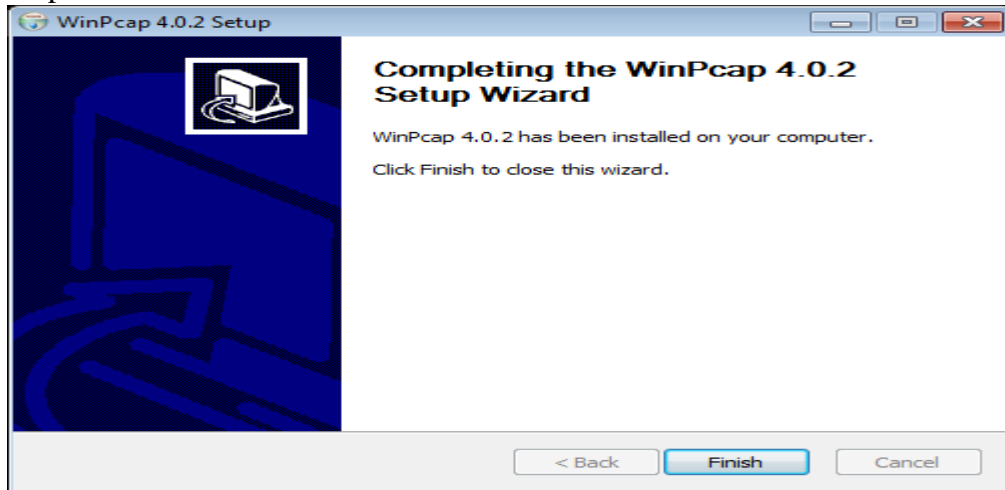 WinPcap 4.0.2 Setup
Completing the WinPcap 4.0.2
Setup Wizard
WinPcap 4.0.2 has been installed on your computer.
Click Finish to close this wizard.
< Back
Finish
Cancel